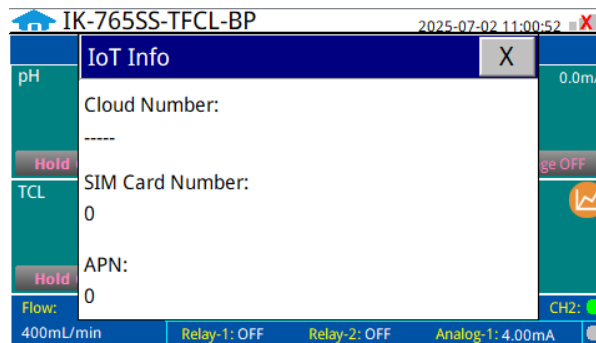 IK-765SS-TFCL-BP
2025-07-02 11:00:52
X
IoT Info
X
pH
0.0m
Cloud Number:
-----
Hold
ge OFF
SIM Card Number:
TCL
0
APN:
Hold
0
Flow:
CH2:
400mL/min
Relay-1: OFF
Relay-2: OFF
Analog-1: 4.00mA